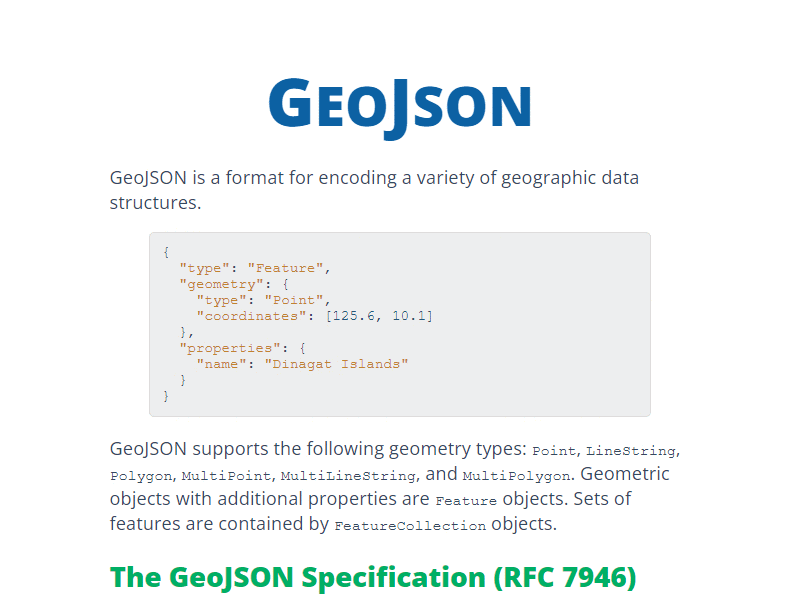 GeoJson
GeoJSON is a format for encoding a variety of geographic data
structures.
{
  "type": "Feature",
  "geometry": {
    "type": "Point",
    "coordinates": [125.6, 10.1]
  },
  "properties": {
    "name": "Dinagat Islands"
  }
}
GeoJSON supports the following geometry types: Point, LineString,
Polygon, MultiPoint, MultiLineString, and MultiPolygon. Geometric
objects with additional properties are Feature objects. Sets of
features are contained by FeatureCollection objects.
The GeoJSON Specification (RFC 7946)